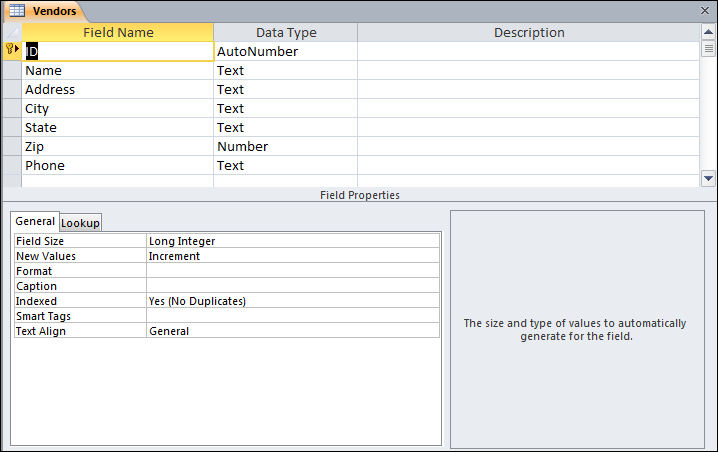 Vendors
Field Name Data Type Description
ID AutoNumber
Name Text
Address Text
City Text
State Text
Zip Number
Phone Text
Field Properties
General Lookup
Field Size Long Integer
New Values Increment
Format
Caption
Indexed Yes (No Duplicates)
Smart Tags
Text Align General
The size and type of values to automatically
generate for the field.